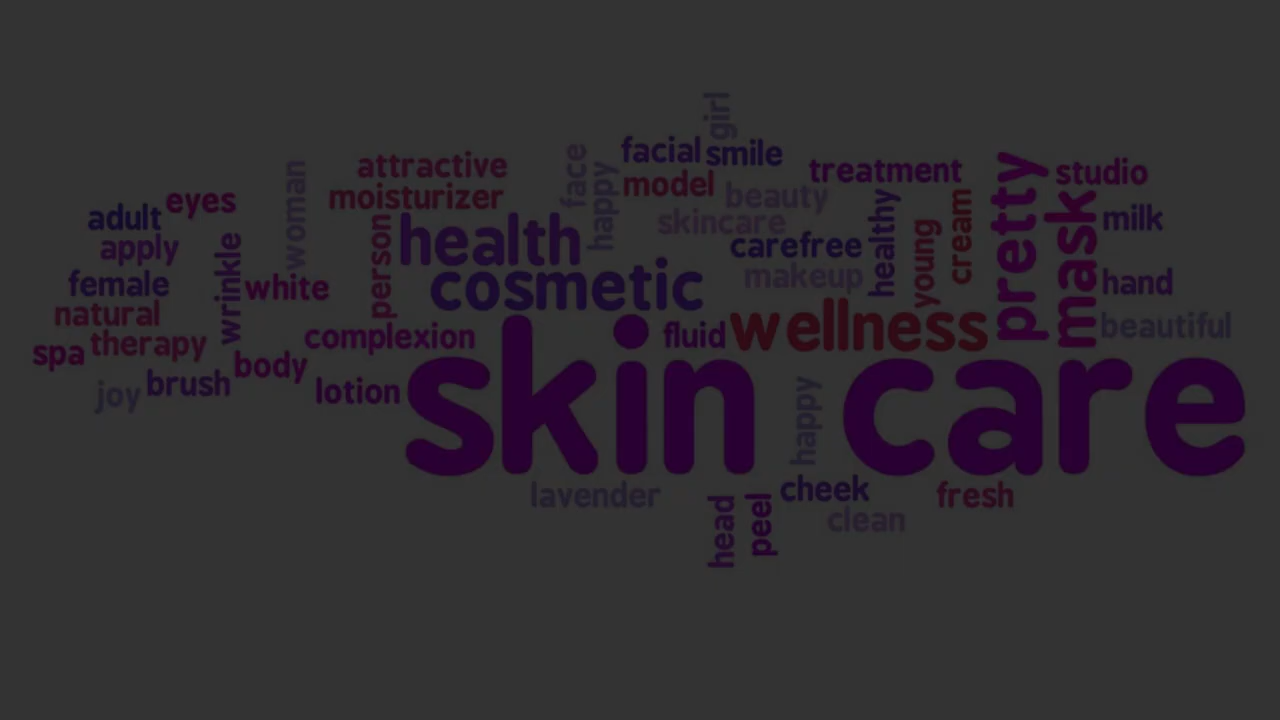 girl
facial
smile
attractive
face
treatment
studio
woman
moisturizer
happy
model
beauty
pretty
mask
eyes
adult
apply
person
health
skincare
carefree
healthy
young
cream
milk
female
wrinkle
white
cosmetic
makeup
hand
natural
therapy
complexion
fluid
wellness
beautiful
spa
body
joy
brush
lotion
skin care
happy
lavender
cheek
fresh
head
peel
clean